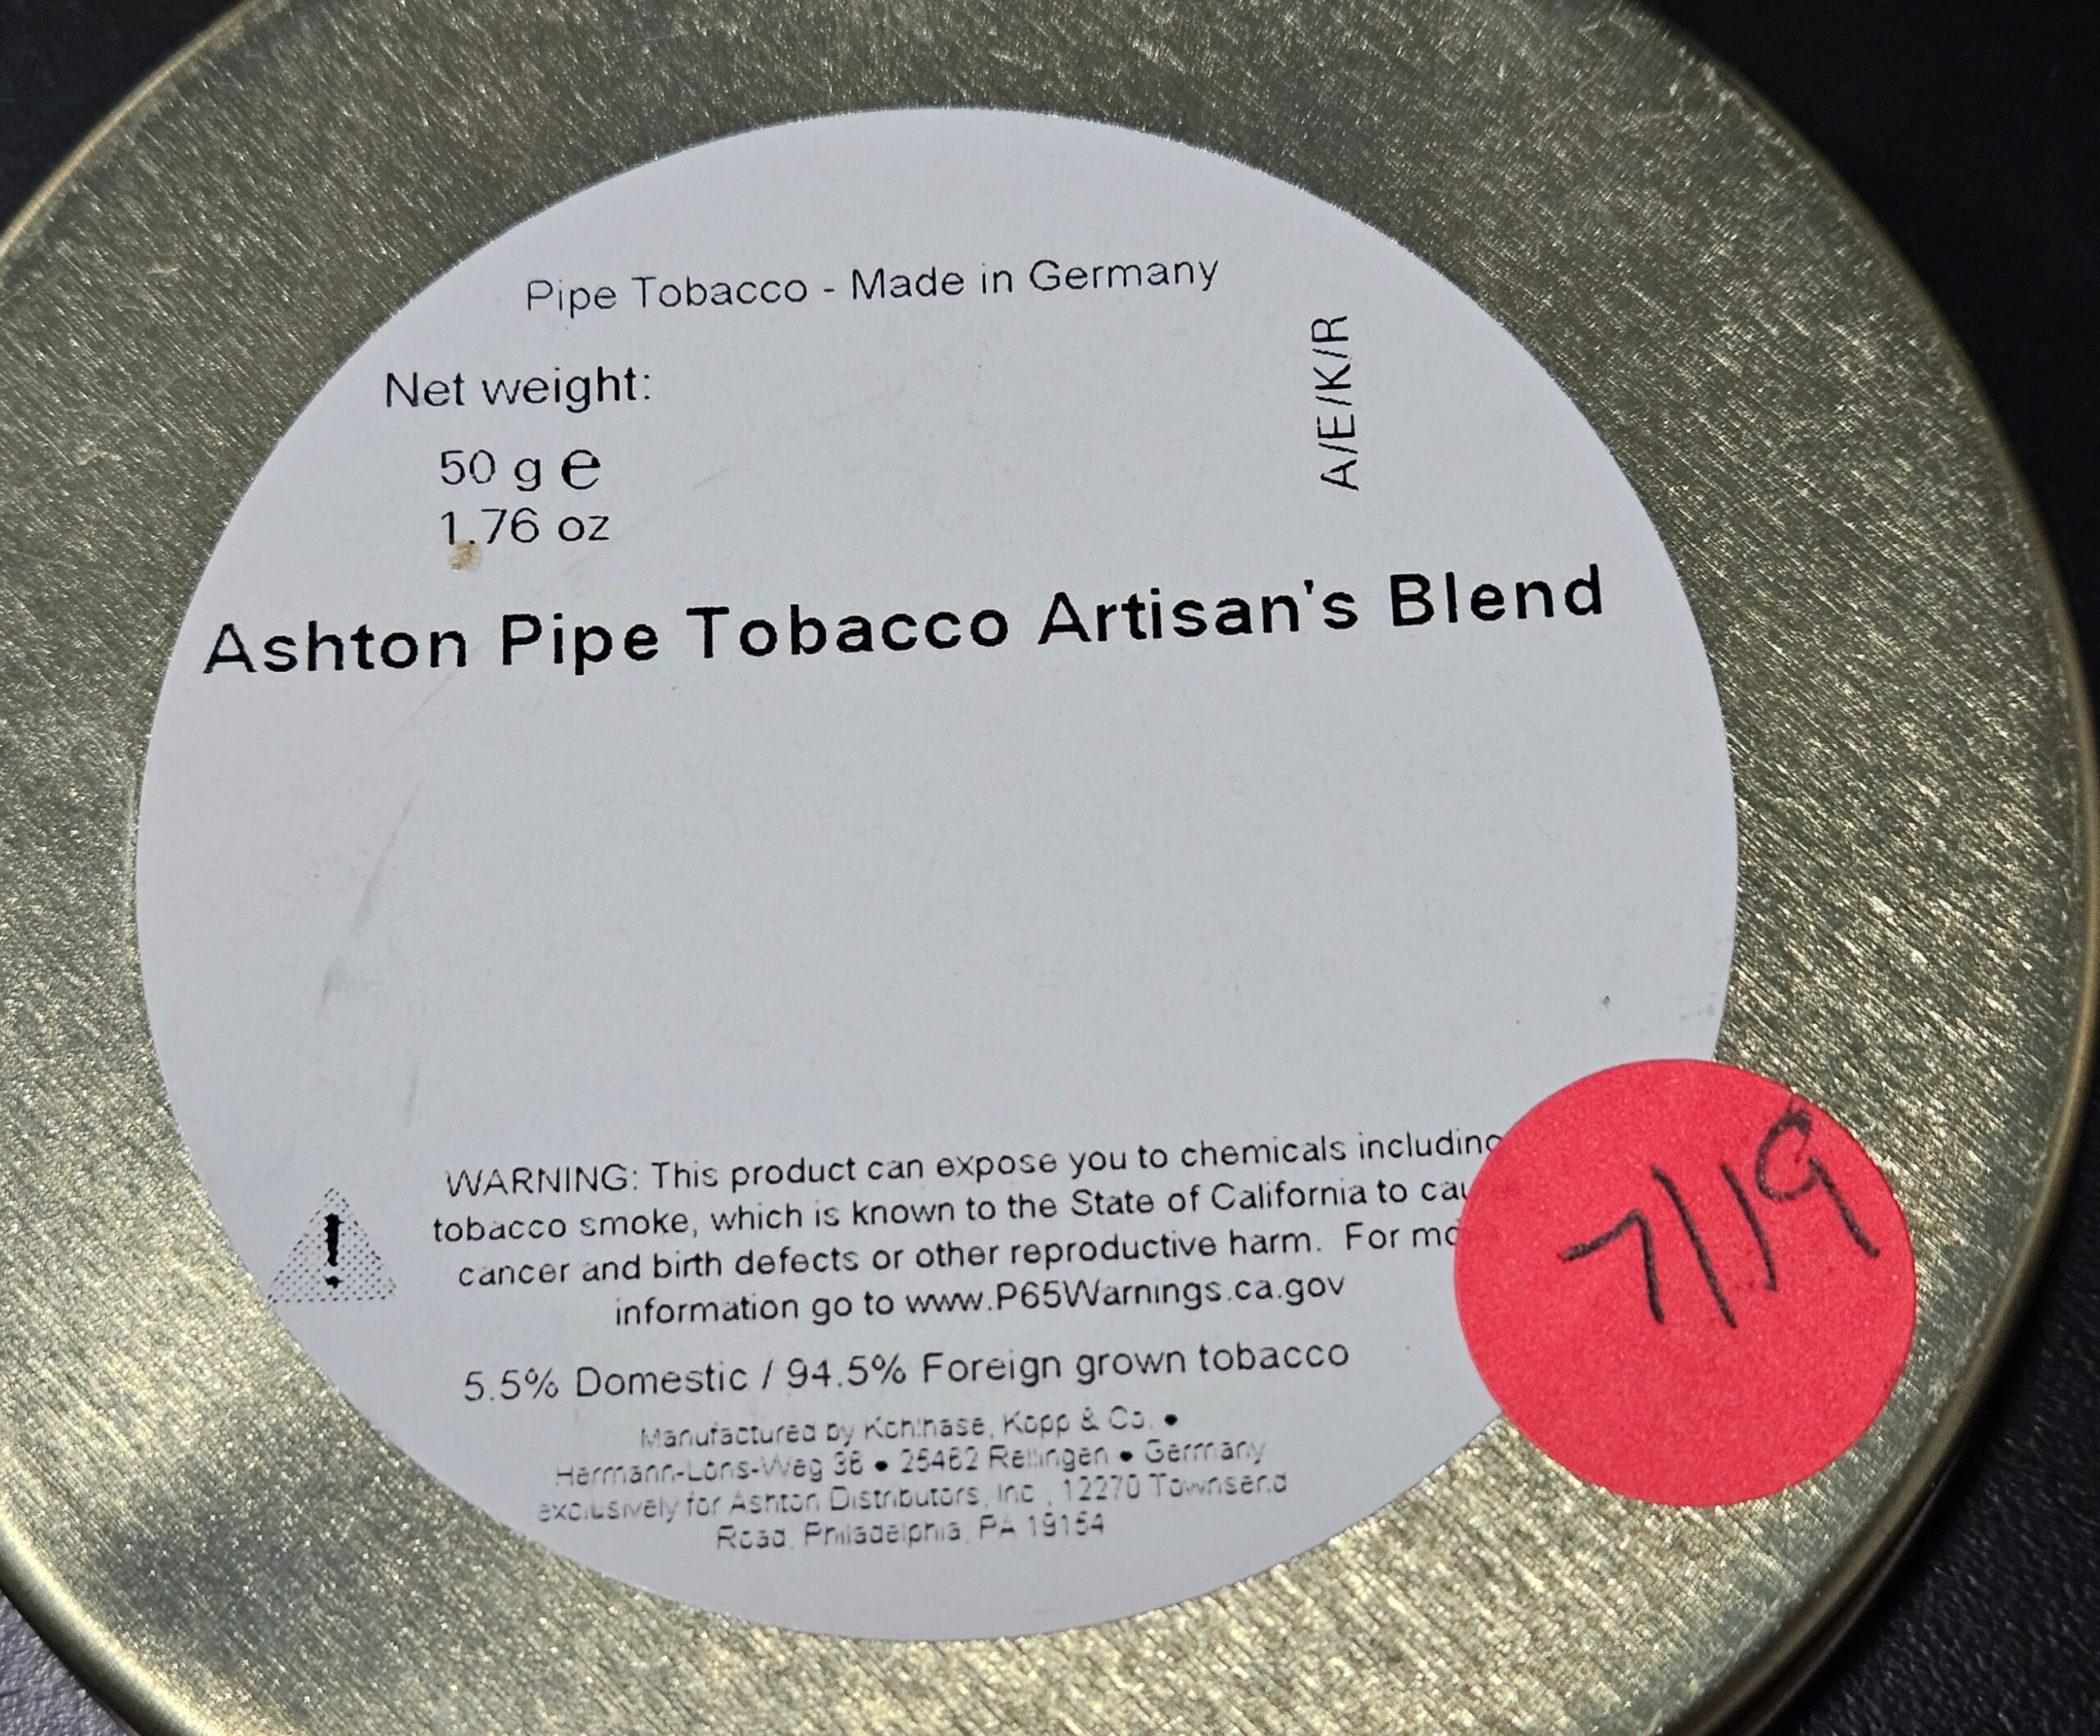 Pipe Tobacco - Made in Germany
Net weight:
50 g e
1.76 oz
A/E/K/R
Ashton Pipe Tobacco Artisan's Blend
WARNING: This product can expose you to chemicals including
tobacco smoke, which is known to the State of California to
cancer and birth defects or other reproductive harm. For
information go to www.P65Warnings.ca.gov
5.5% Domestic / 94.5% Foreign grown tobacco
Manufactured by Kohlhase, Kopp & Co. •
Hermann-Löns-Weg 36 • 25462 Rellingen • Germany
exclusively for Ashton Distributors, Inc., 12270 Townsend
Road, Philadelphia, PA 19154
!
7/19